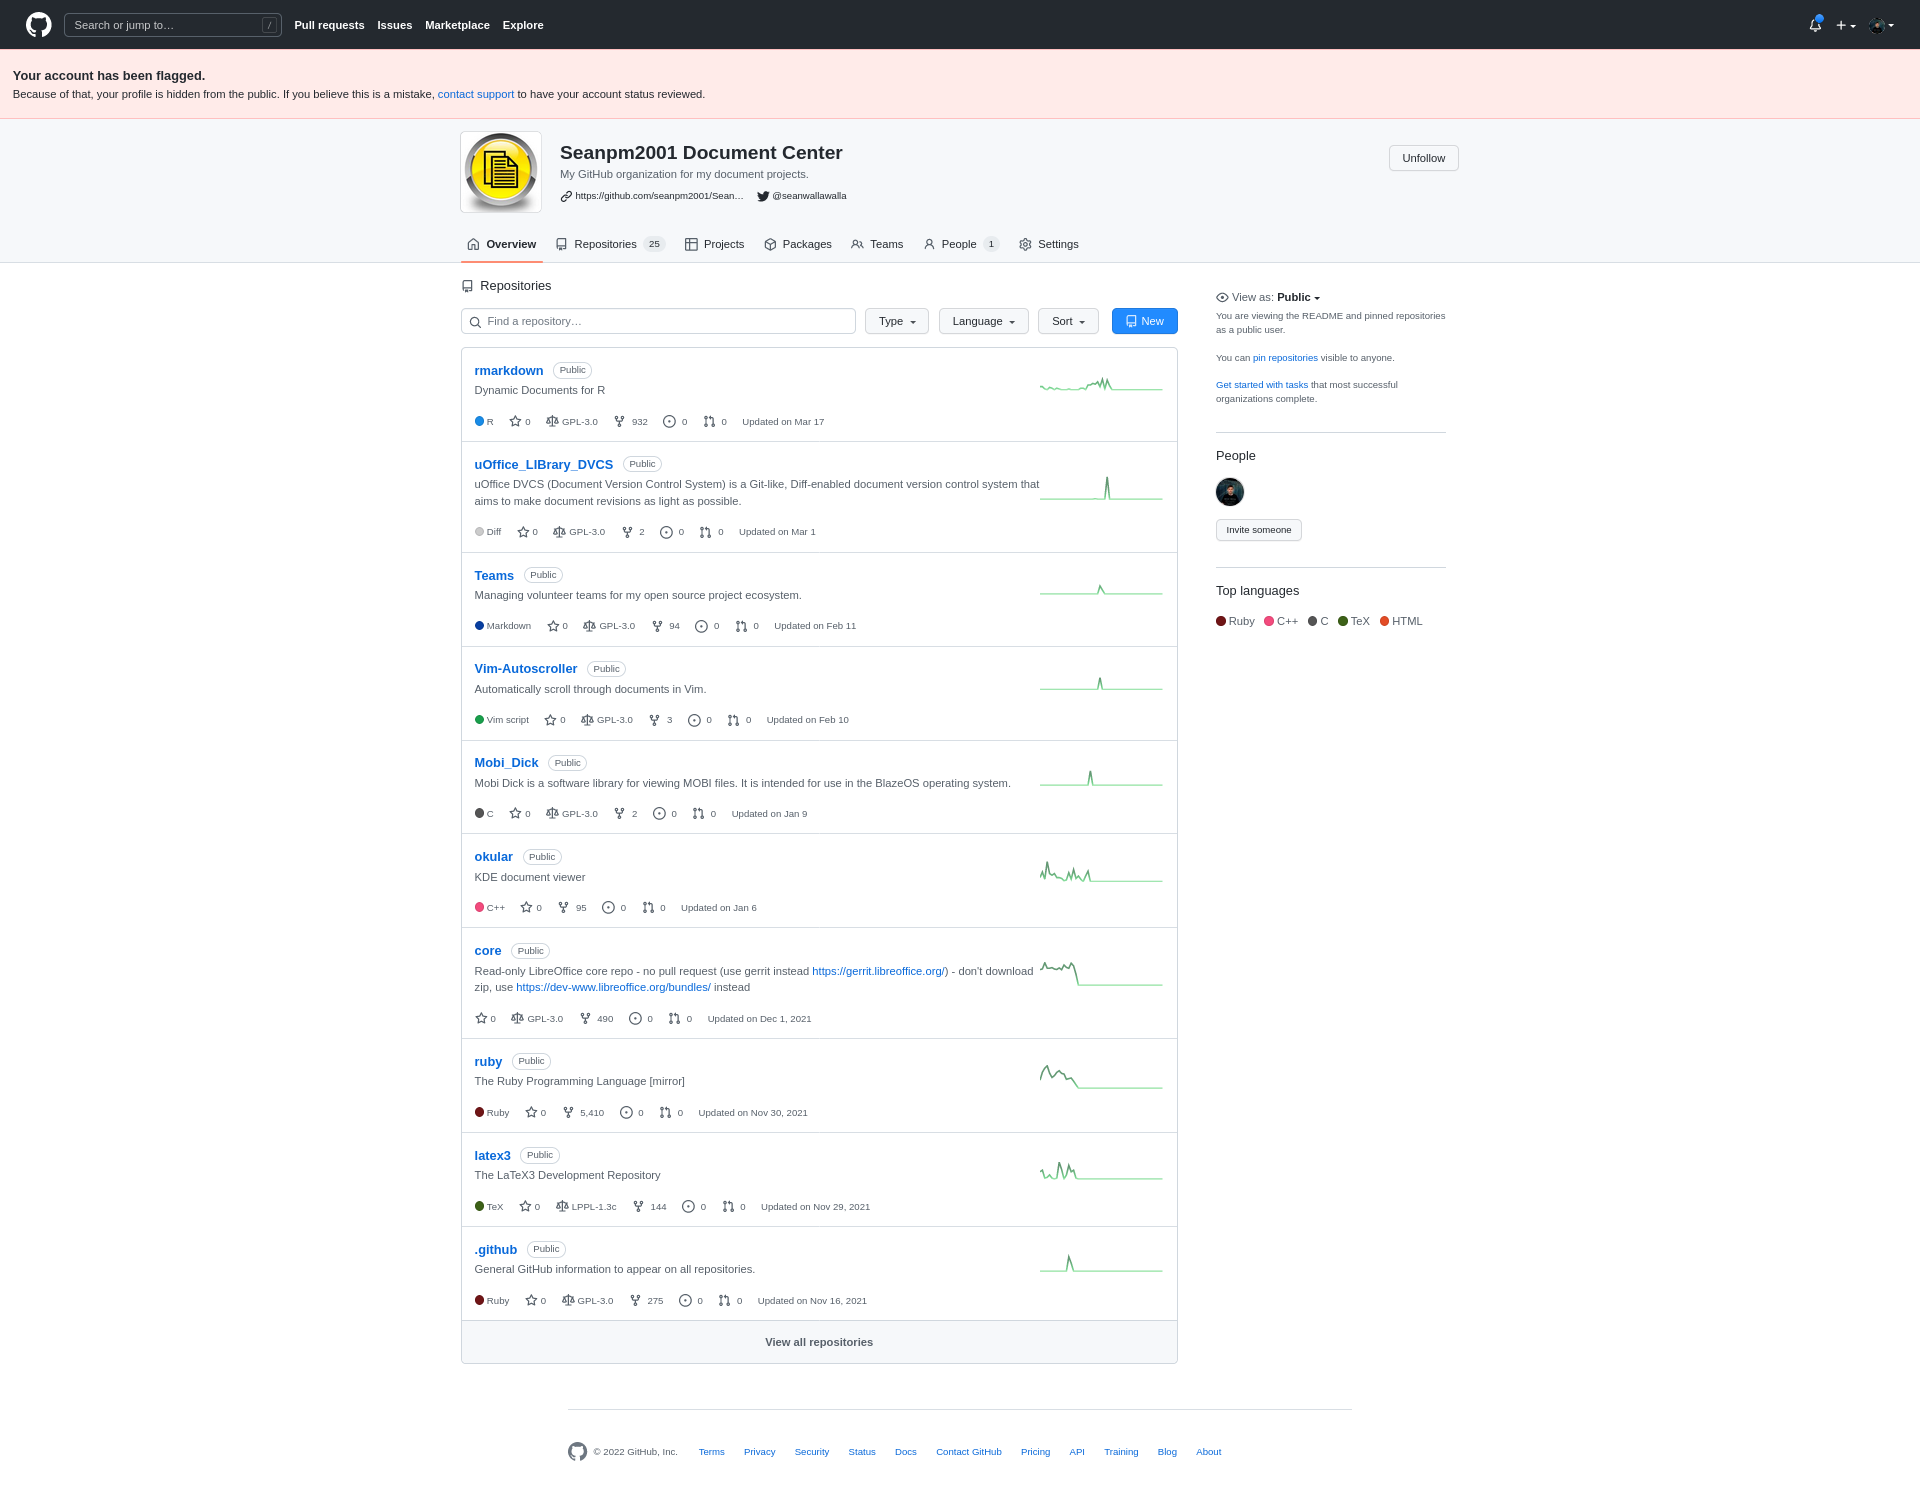 Search or jump to… /
Pull requests Issues Marketplace Explore
Your account has been flagged.
Because of that, your profile is hidden from the public. If you believe this is a mistake, contact support to have your account status reviewed.
Seanpm2001 Document Center
Unfollow
My GitHub organization for my document projects.
https://github.com/seanpm2001/Sean… @seanwallawalla
Overview Repositories 25 Projects Packages Teams People 1 Settings
Repositories
Find a repository… Type Language Sort New
rmarkdown Public
Dynamic Documents for R
R 0 GPL-3.0 932 0 0 Updated on Mar 17
uOffice_LIBrary_DVCS Public
uOffice DVCS (Document Version Control System) is a Git-like, Diff-enabled document version control system that
aims to make document revisions as light as possible.
Diff 0 GPL-3.0 2 0 0 Updated on Mar 1
Teams Public
Managing volunteer teams for my open source project ecosystem.
Markdown 0 GPL-3.0 94 0 0 Updated on Feb 11
Vim-Autoscroller Public
Automatically scroll through documents in Vim.
Vim script 0 GPL-3.0 3 0 0 Updated on Feb 10
Mobi_Dick Public
Mobi Dick is a software library for viewing MOBI files. It is intended for use in the BlazeOS operating system.
C 0 GPL-3.0 2 0 0 Updated on Jan 9
okular Public
KDE document viewer
C++ 0 95 0 0 Updated on Jan 6
core Public
Read-only LibreOffice core repo - no pull request (use gerrit instead https://gerrit.libreoffice.org/) - don't download
zip, use https://dev-www.libreoffice.org/bundles/ instead
0 GPL-3.0 490 0 0 Updated on Dec 1, 2021
ruby Public
The Ruby Programming Language [mirror]
Ruby 0 5,410 0 0 Updated on Nov 30, 2021
latex3 Public
The LaTeX3 Development Repository
TeX 0 LPPL-1.3c 144 0 0 Updated on Nov 29, 2021
.github Public
General GitHub information to appear on all repositories.
Ruby 0 GPL-3.0 275 0 0 Updated on Nov 16, 2021
View all repositories
View as: Public
You are viewing the README and pinned repositories
as a public user.
You can pin repositories visible to anyone.
Get started with tasks that most successful
organizations complete.
People
Invite someone
Top languages
Ruby C++ C TeX HTML
© 2022 GitHub, Inc. Terms Privacy Security Status Docs Contact GitHub Pricing API Training Blog About